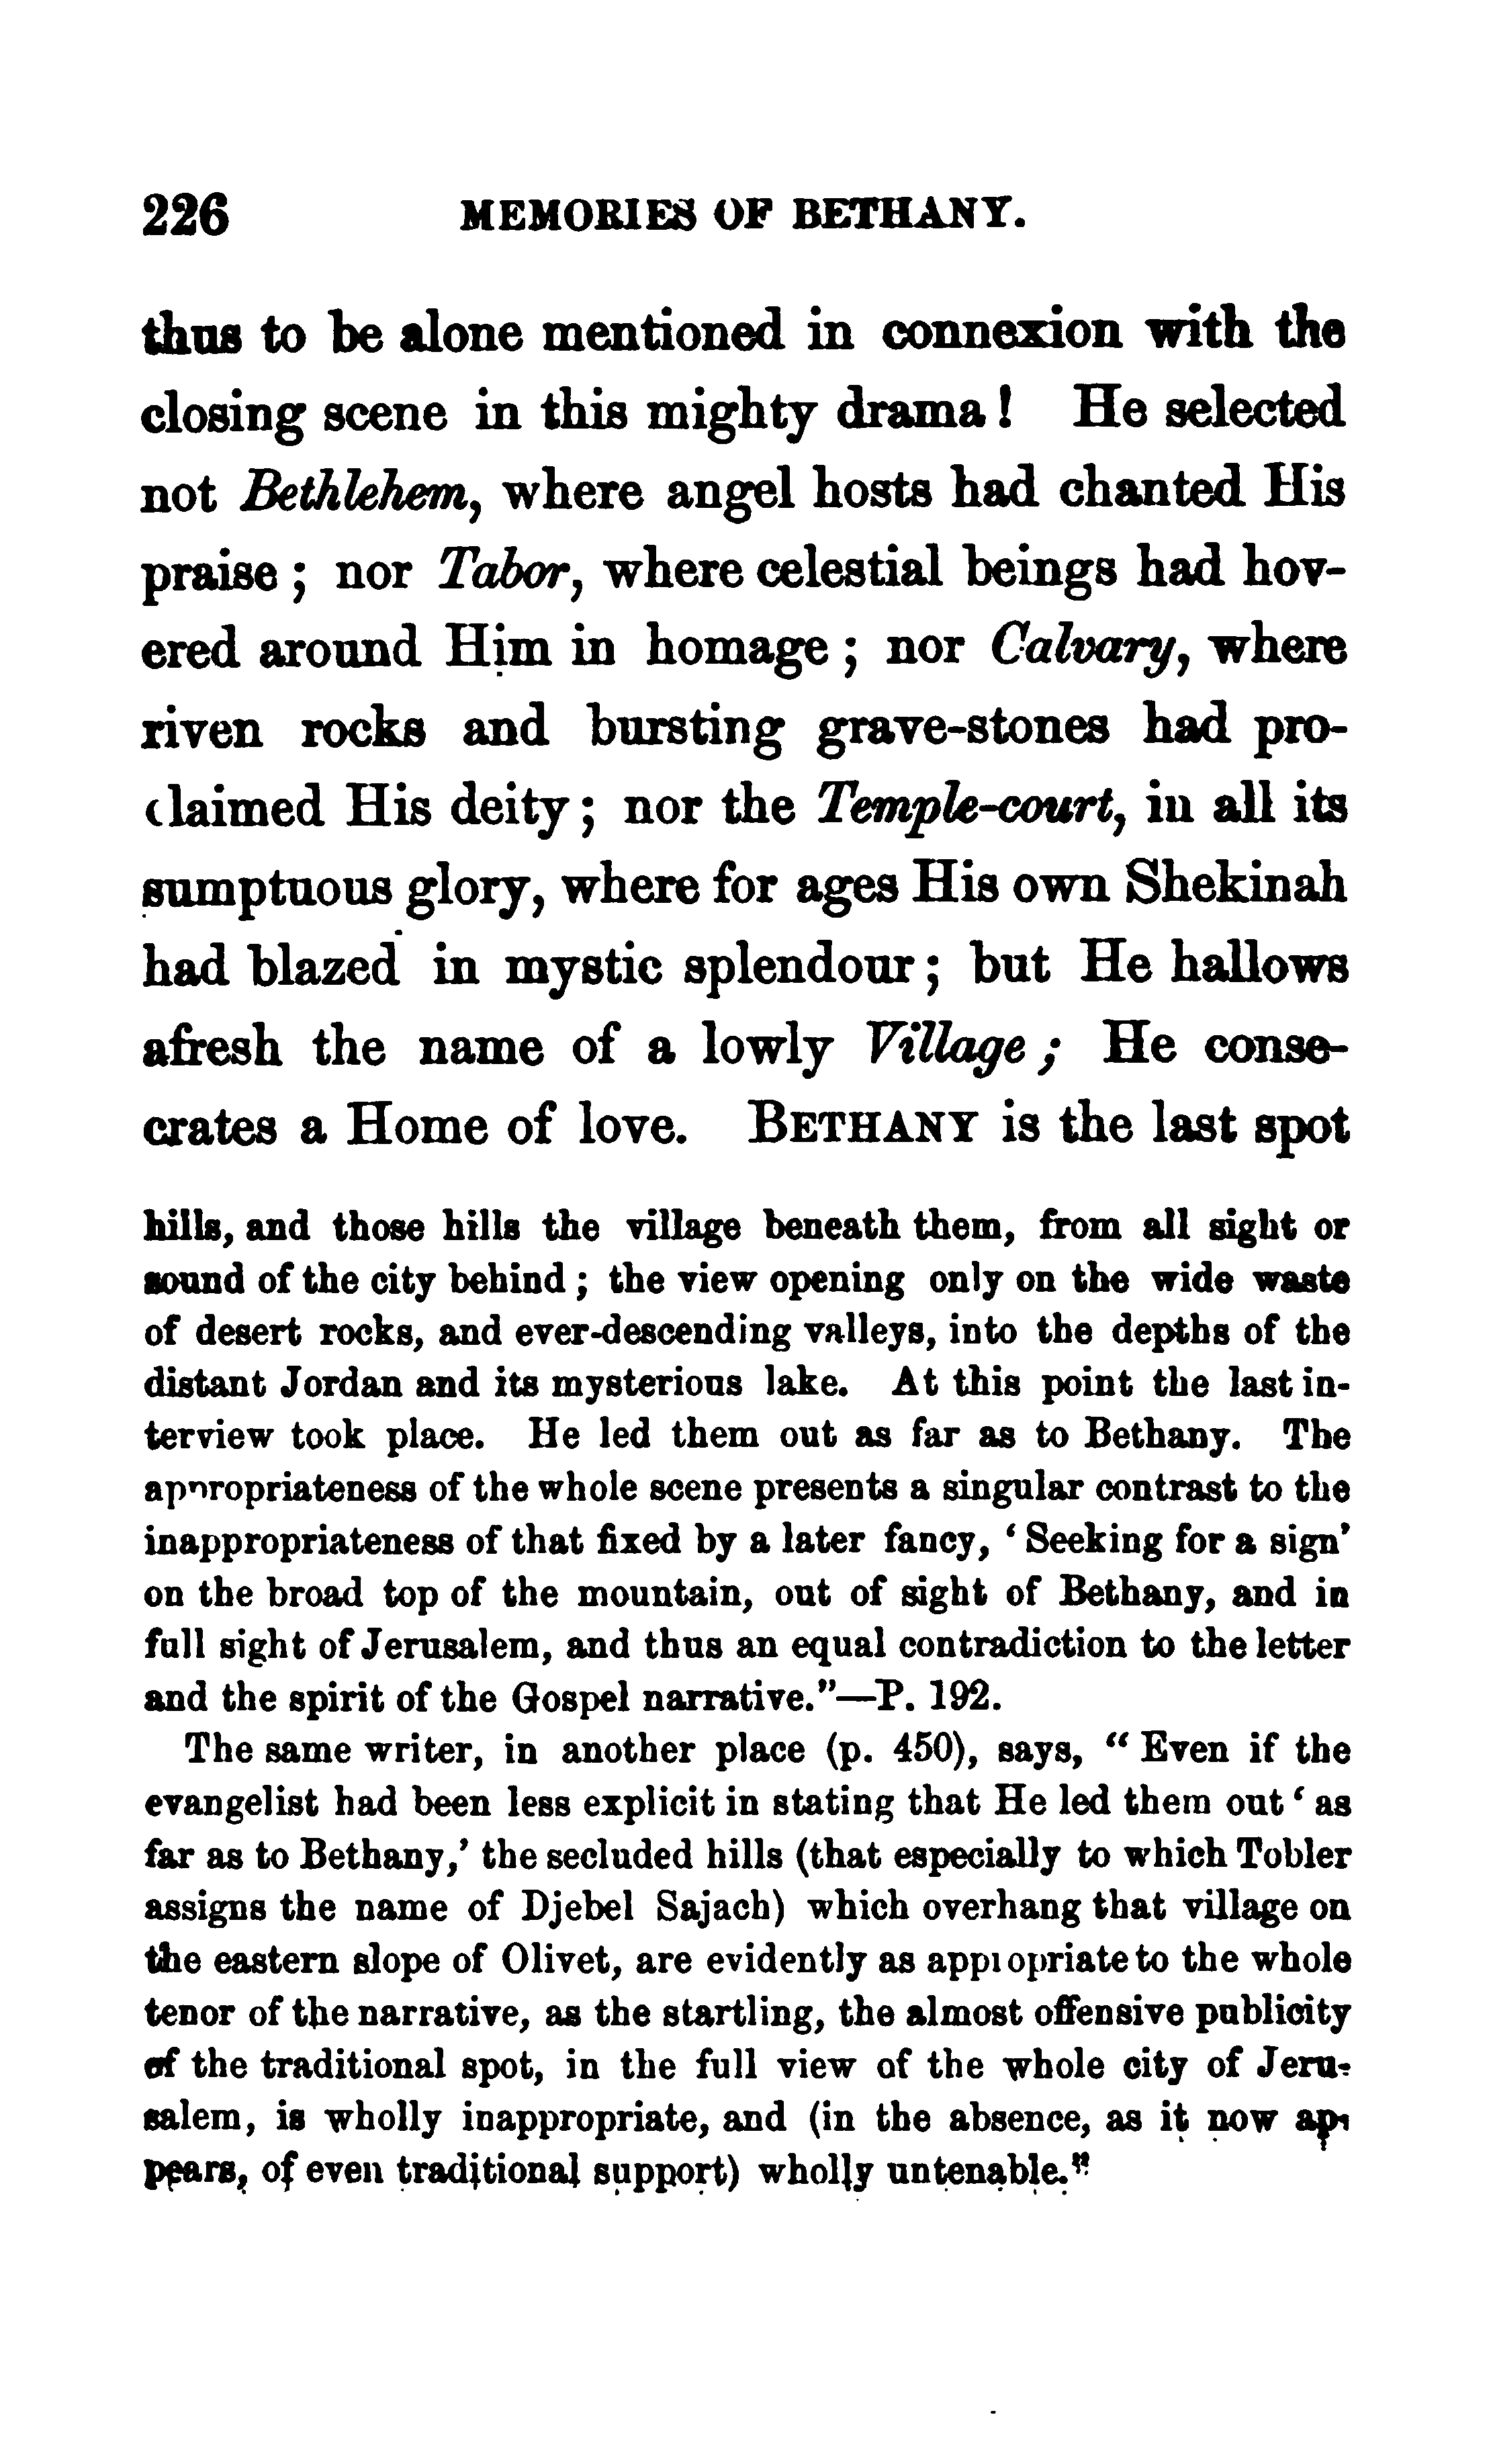 226 MEMORIES OF BETHANY.
thus to be alone mentioned in connexion with the
closing scene in this mighty drama! He selected
not Bethlehem, where angel hosts had chanted His
praise; nor Tabor, where celestial beings had hov-
ered around Him in homage; nor Calvary, where
riven rocks and bursting grave-stones had pro-
claimed His deity; nor the Temple-court, in all its
sumptuous glory, where for ages His own Shekinah
had blazed in mystic splendour; but He hallows
afresh the name of a lowly Village; He conse-
crates a Home of love. BETHANY is the last spot
hills, and those hills the village beneath them, from all sight or
sound of the city behind; the view opening only on the wide waste
of desert rocks, and ever-descending valleys, into the depths of the
distant Jordan and its mysterious lake. At this point the last in-
terview took place. He led them out as far as to Bethany. The
appropriateness of the whole scene presents a singular contrast to the
inappropriateness of that fixed by a later fancy, ‘Seeking for a sign’
on the broad top of the mountain, out of sight of Bethany, and in
full sight of Jerusalem, and thus an equal contradiction to the letter
and the spirit of the Gospel narrative.”—P. 192.
The same writer, in another place (p. 450), says, “Even if the
evangelist had been less explicit in stating that He led them out ‘as
far as to Bethany,’ the secluded hills (that especially to which Tobler
assigns the name of Djebel Sajach) which overhang that village on
the eastern slope of Olivet, are evidently as appropriate to the whole
tenor of the narrative, as the startling, the almost offensive publicity
of the traditional spot, in the full view of the whole city of Jeru-
salem, is wholly inappropriate, and (in the absence, as it now ap-
pears, of even traditional support) wholly untenable.”